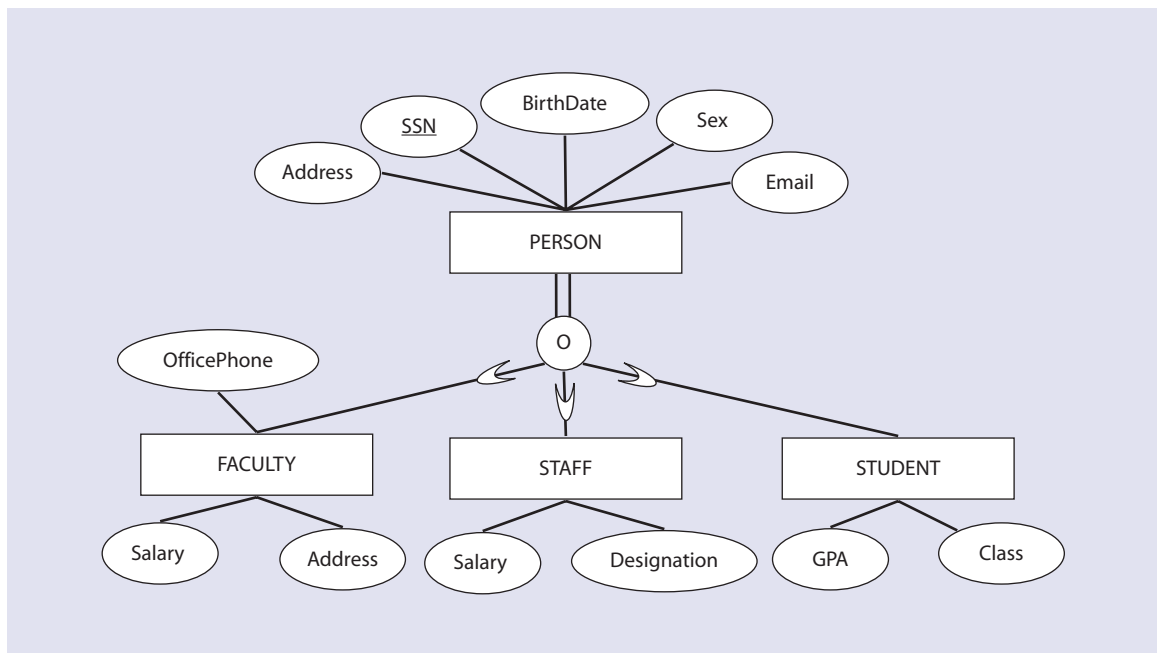 BirthDate
SSN
Sex
Address
Email
PERSON
O
OfficePhone
FACULTY
STAFF
STUDENT
Salary
Address
Salary
Designation
GPA
Class